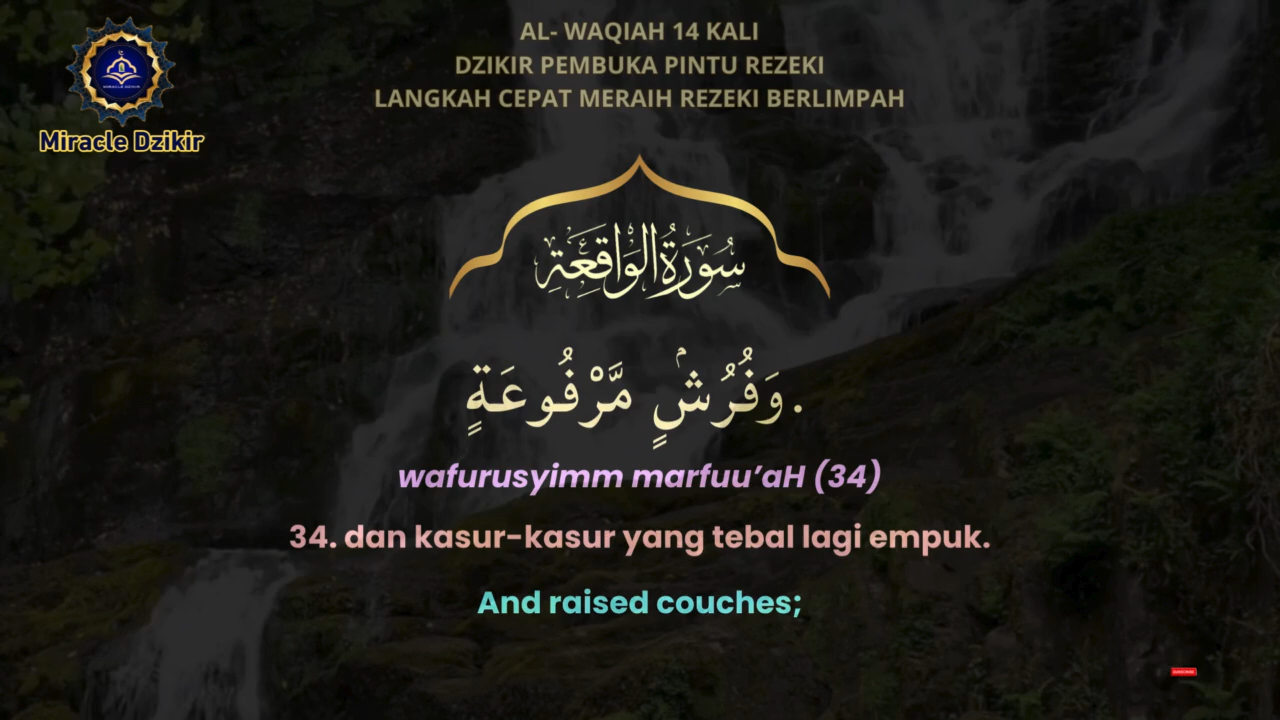 AL- WAQIAH 14 KALI
DZIKIR PEMBUKA PINTU REZEKI
LANGKAH CEPAT MERAIH REZEKI BERLIMPAH
Miracle Dzikir
سُورَةُ الْوَاقِعَةِ
وَفُرُشٍۢ مَّرْفُوعَةٍ .
wafurusyimm marfuu’aH (34)
34. dan kasur-kasur yang tebal lagi empuk.
And raised couches;